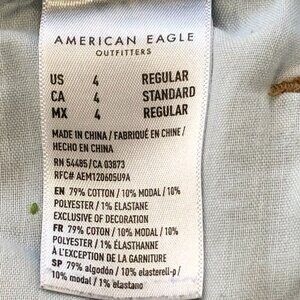 AMERICAN EAGLE
OUTFITTERS
US 4 REGULAR
CA 4 STANDARD
MX 4 REGULAR
MADE IN CHINA / FABRIQUÉ EN CHINE /
HECHO EN CHINA
RN 54485/CA 03873
RFC# AEM120605U9A
EN 79% COTTON / 10% MODAL / 10%
POLYESTER / 1% ELASTANE
EXCLUSIVE OF DECORATION
FR 79% COTON / 10% MODAL / 10%
POLYESTER / 1% ÉLASTHANNE
À L'EXCEPTION DE LA GARNITURE
SP 79% algodón / 10% elasterell-p /
10% modal / 1% elastano